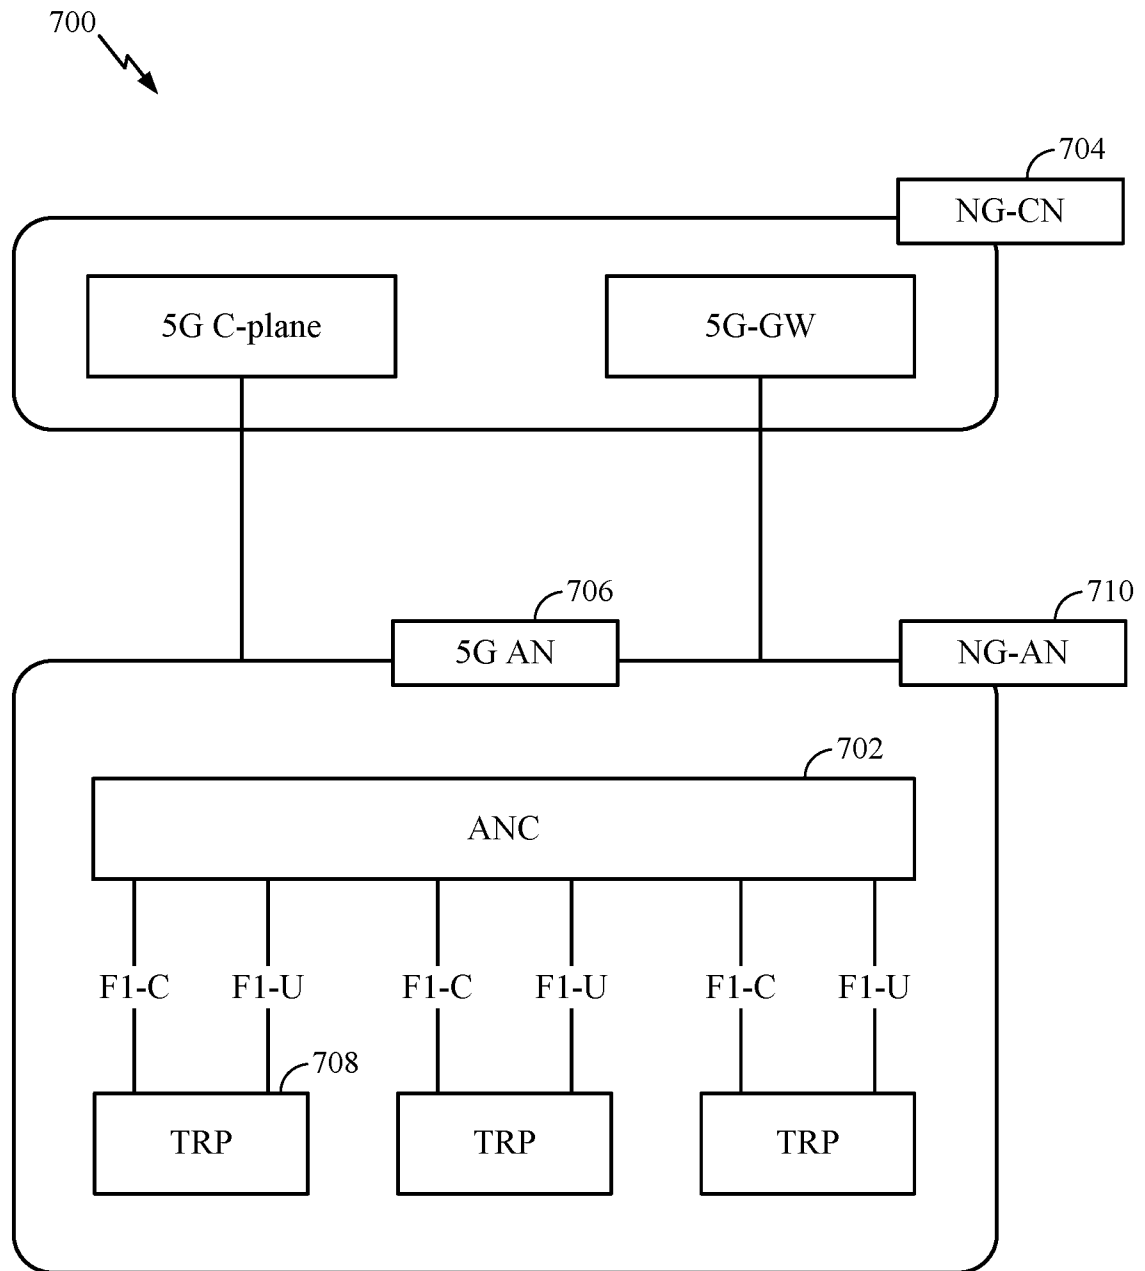 700
704
NG-CN
5G C-plane
5G-GW
706
710
5G AN
NG-AN
702
ANC
F1-C
F1-U
F1-C
F1-U
F1-C
F1-U
708
TRP
TRP
TRP